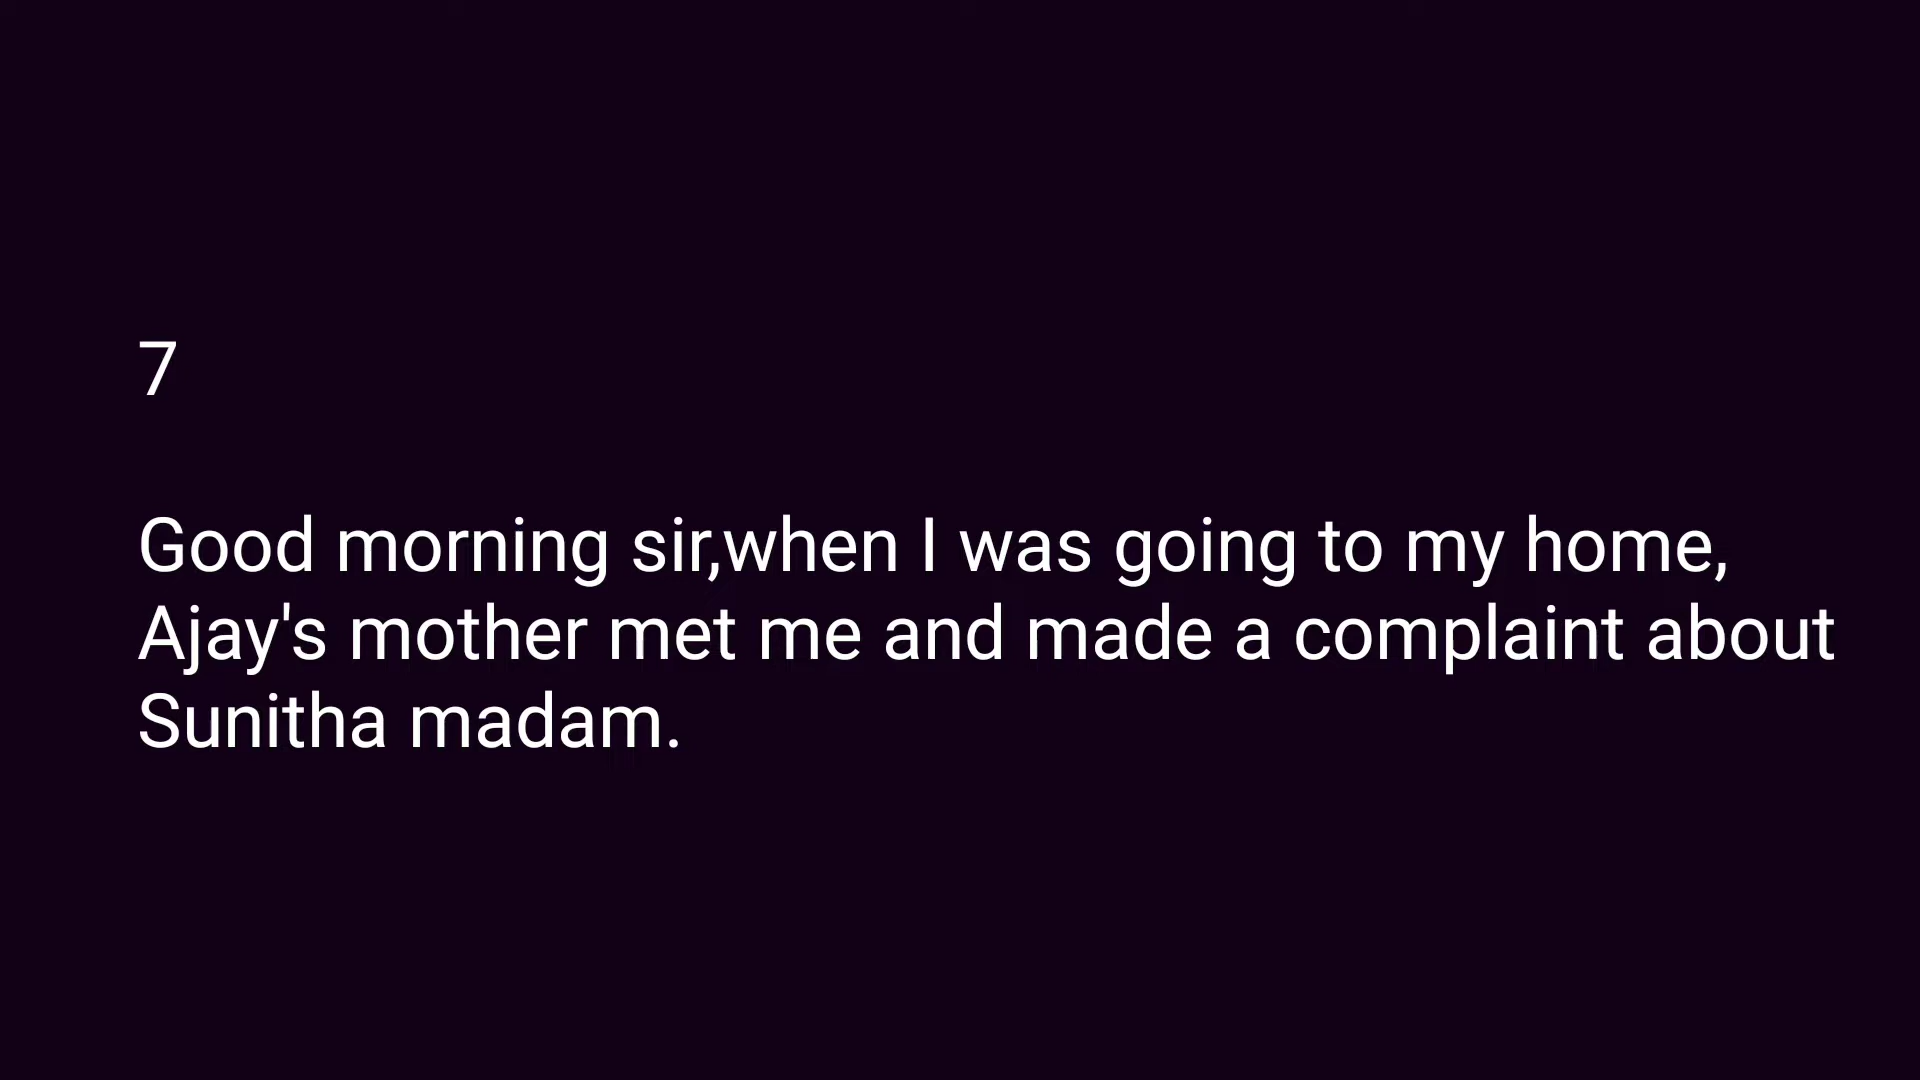 7
Good morning sir,when I was going to my home,
Ajay's mother met me and made a complaint about
Sunitha madam.